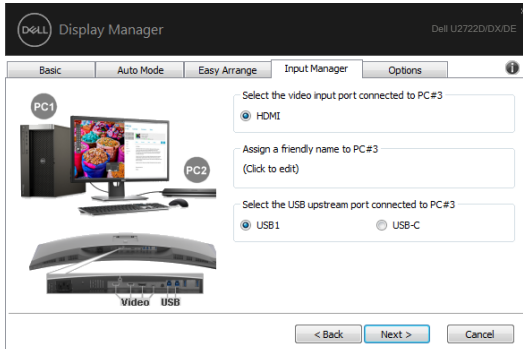 DELL Display Manager
Dell U2722D/DX/DE
Basic
Auto Mode
Easy Arrange
Input Manager
Options
PC1
PC2
Video USB
Select the video input port connected to PC#3
HDMI
Assign a friendly name to PC#3
(Click to edit)
Select the USB upstream port connected to PC#3
USB1
USB-C
< Back
Next >
Cancel